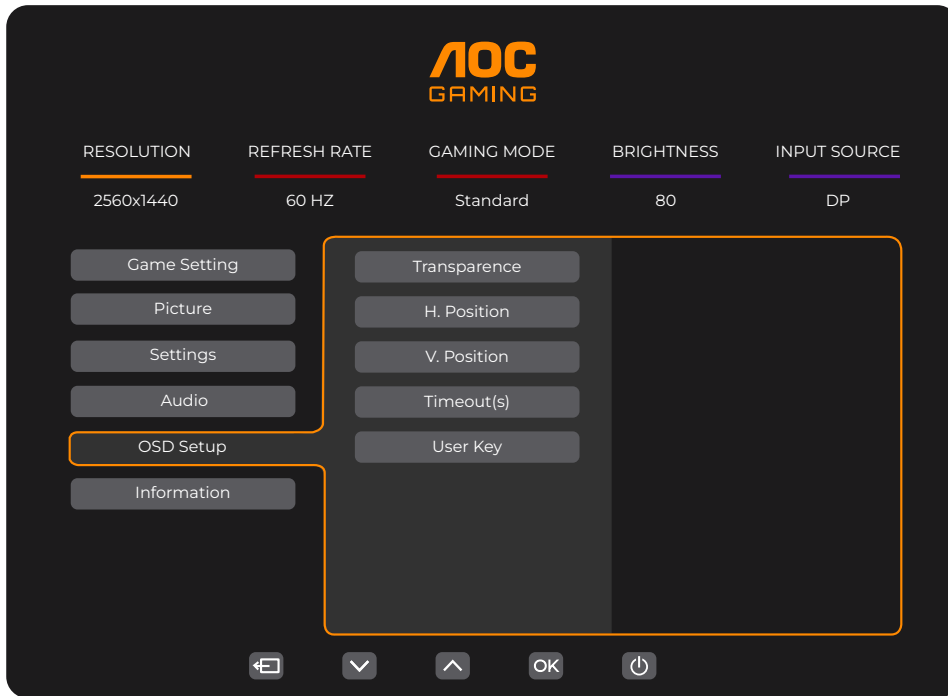 AOC
GAMING
RESOLUTION REFRESH RATE GAMING MODE BRIGHTNESS INPUT SOURCE
2560x1440 60 HZ Standard 80 DP
Game Setting
Picture
Settings
Audio
OSD Setup
Information
Transparence
H. Position
V. Position
Timeout(s)
User Key
OK